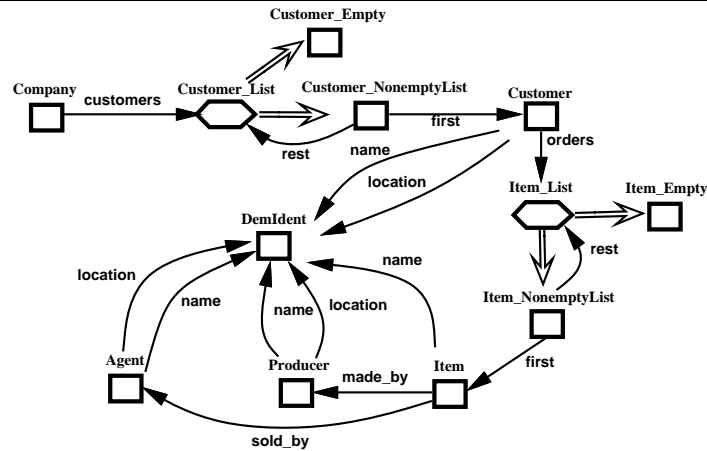 Customer_Empty
Company
Customer_List
Customer_NonemptyList
Customer
customers
first
rest
name
orders
location
Item_List
Item_Empty
DemIdent
rest
location
name
name
location
name
Item_NonemptyList
Agent
Producer
made_by
Item
first
sold_by